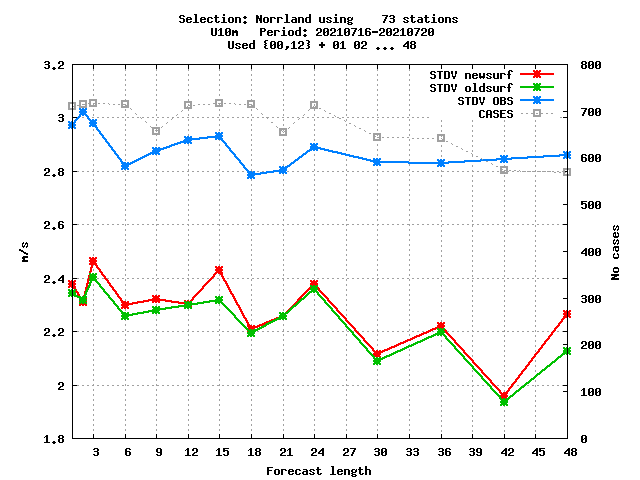 Selection: Norrland using    73 stations
U10m   Period: 20210716-20210720
Used {00,12} + 01 02 ... 48
3.2
3
2.8
2.6
2.4
2.2
2
1.8
m/s
STDV newsurf
STDV oldsurf
STDV OBS
CASES
800
700
600
500
400
300
200
100
0
No cases
3 6 9 12 15 18 21 24 27 30 33 36 39 42 45 48
Forecast length